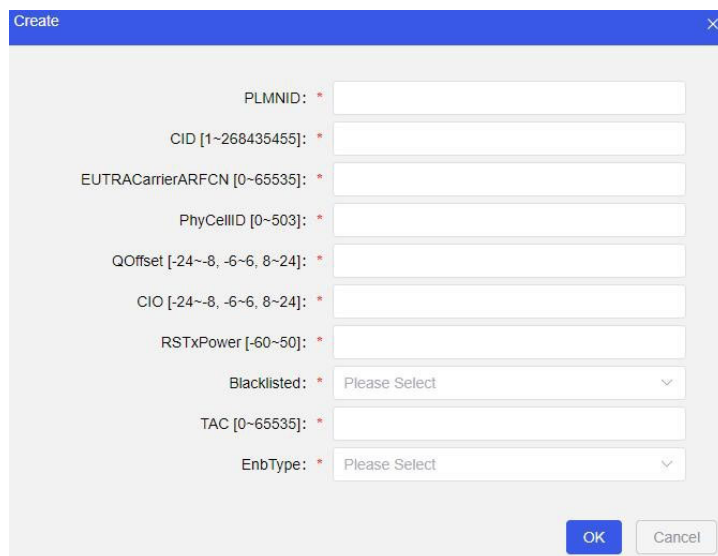 Create
PLMNID: *
CID [1~268435455]: *
EUTRACarrierARFCN [0~65535]: *
PhyCellID [0~503]: *
QOffset [-24~-8, -6~6, 8~24]: *
CIO [-24~-8, -6~6, 8~24]: *
RSTxPower [-60~50]: *
Blacklisted: * Please Select
TAC [0~65535]: *
EnbType: * Please Select
OK Cancel